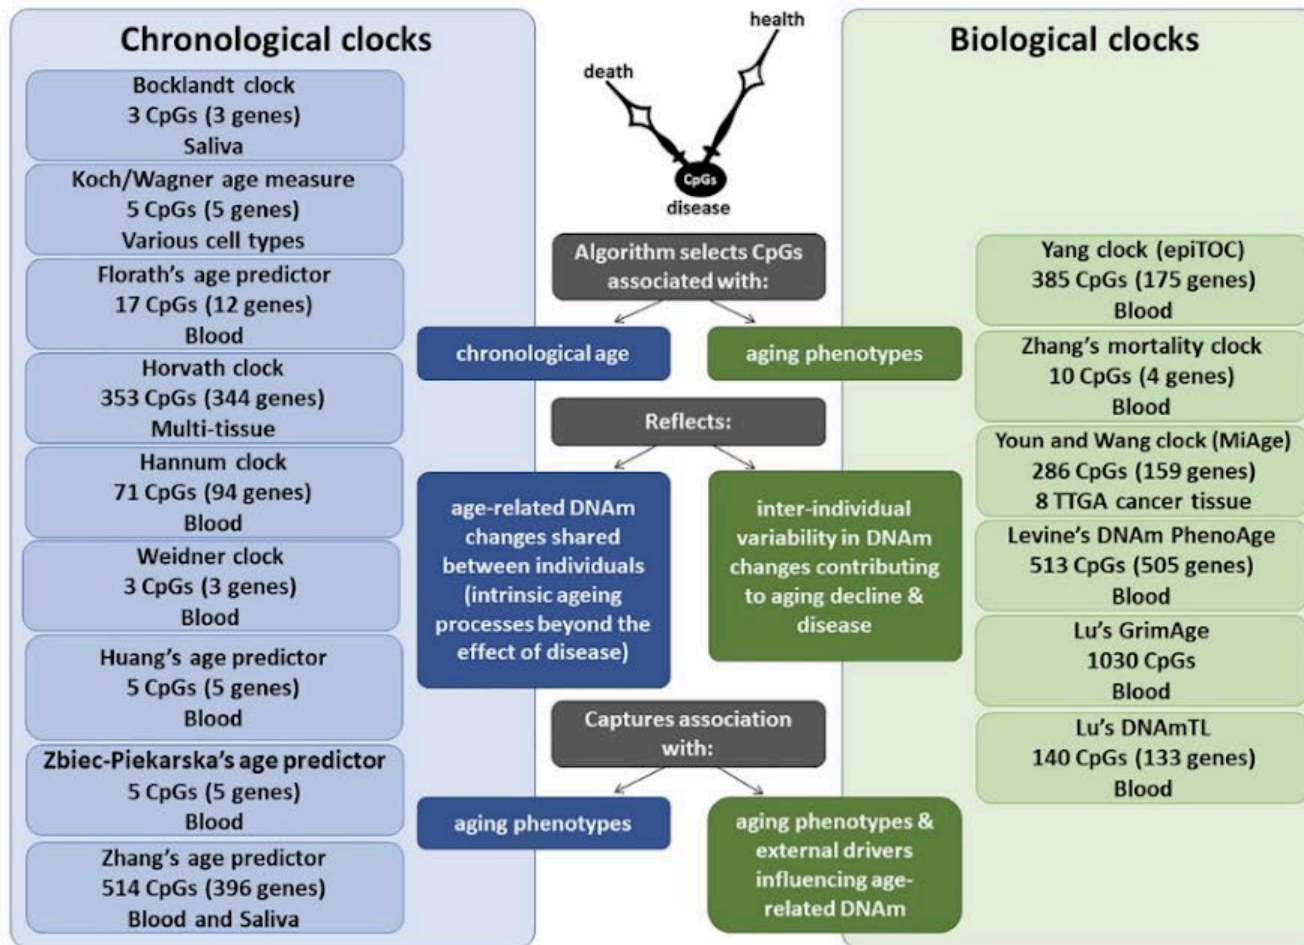 Chronological clocks
Bocklandt clock
3 CpGs (3 genes)
Saliva
Koch/Wagner age measure
5 CpGs (5 genes)
Various cell types
Florath's age predictor
17 CpGs (12 genes)
Blood
Horvath clock
353 CpGs (344 genes)
Multi-tissue
Hannum clock
71 CpGs (94 genes)
Blood
Weidner clock
3 CpGs (3 genes)
Blood
Huang's age predictor
5 CpGs (5 genes)
Blood
Zbiec-Piekarska's age predictor
5 CpGs (5 genes)
Blood
Zhang's age predictor
514 CpGs (396 genes)
Blood and Saliva
health
death
CpGs
disease
Algorithm selects CpGs
associated with:
chronological age
aging phenotypes
Reflects:
age-related DNAm
changes shared
between individuals
(intrinsic ageing
processes beyond the
effect of disease)
inter-individual
variability in DNAm
changes contributing
to aging decline &
disease
Captures association
with:
aging phenotypes
aging phenotypes &
external drivers
influencing age-
related DNAm
Biological clocks
Yang clock (epiTOC)
385 CpGs (175 genes)
Blood
Zhang's mortality clock
10 CpGs (4 genes)
Blood
Youn and Wang clock (MiAge)
286 CpGs (159 genes)
8 TTGA cancer tissue
Levine's DNAm PhenoAge
513 CpGs (505 genes)
Blood
Lu's GrimAge
1030 CpGs
Blood
Lu's DNAmTL
140 CpGs (133 genes)
Blood